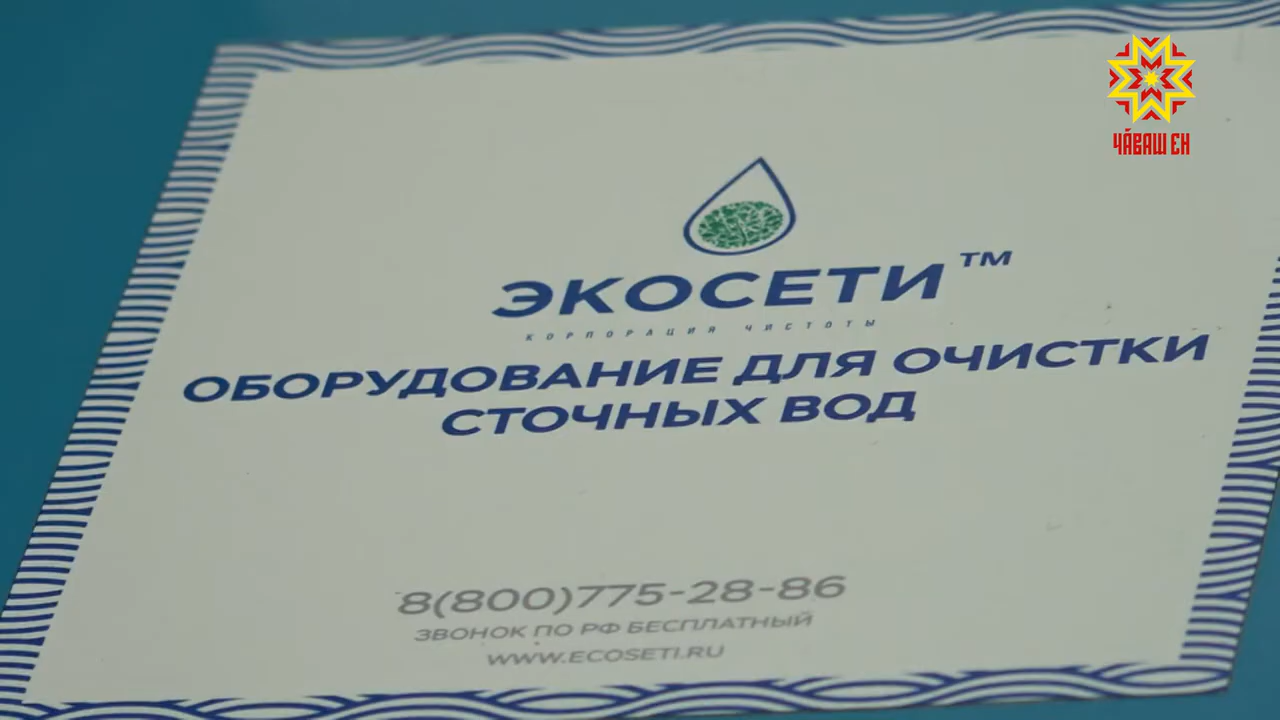 ЧӐВАШ ЕН
ЭКОСЕТИ™
КОРПОРАЦИЯ ЧИСТОТЫ
ОБОРУДОВАНИЕ ДЛЯ ОЧИСТКИ
СТОЧНЫХ ВОД
8(800)775-28-86
ЗВОНОК ПО РФ БЕСПЛАТНЫЙ
WWW.ECOSETI.RU